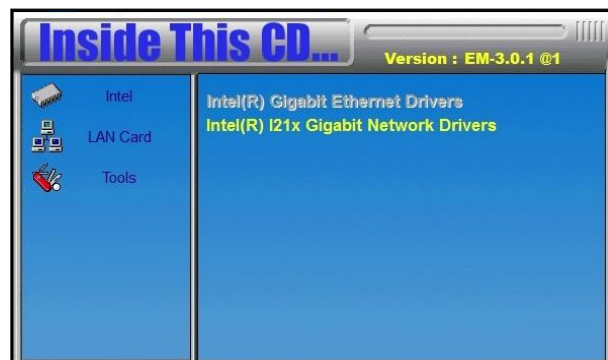 Inside This CD...
Version : EM-3.0.1 @1
Intel
LAN Card
Tools
Intel(R) Gigabit Ethernet Drivers
Intel(R) I21x Gigabit Network Drivers